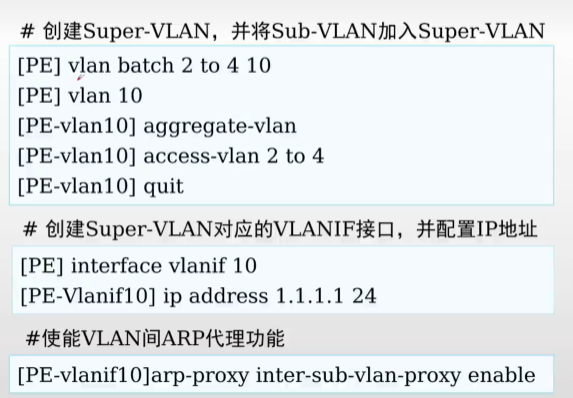 # 创建Super-VLAN，并将Sub-VLAN加入Super-VLAN
[PE] vlan batch 2 to 4 10
[PE] vlan 10
[PE-vlan10] aggregate-vlan
[PE-vlan10] access-vlan 2 to 4
[PE-vlan10] quit
# 创建Super-VLAN对应的VLANIF接口，并配置IP地址
[PE] interface vlanif 10
[PE-Vlanif10] ip address 1.1.1.1 24
#使能VLAN间ARP代理功能
[PE-vlanif10]arp-proxy inter-sub-vlan-proxy enable